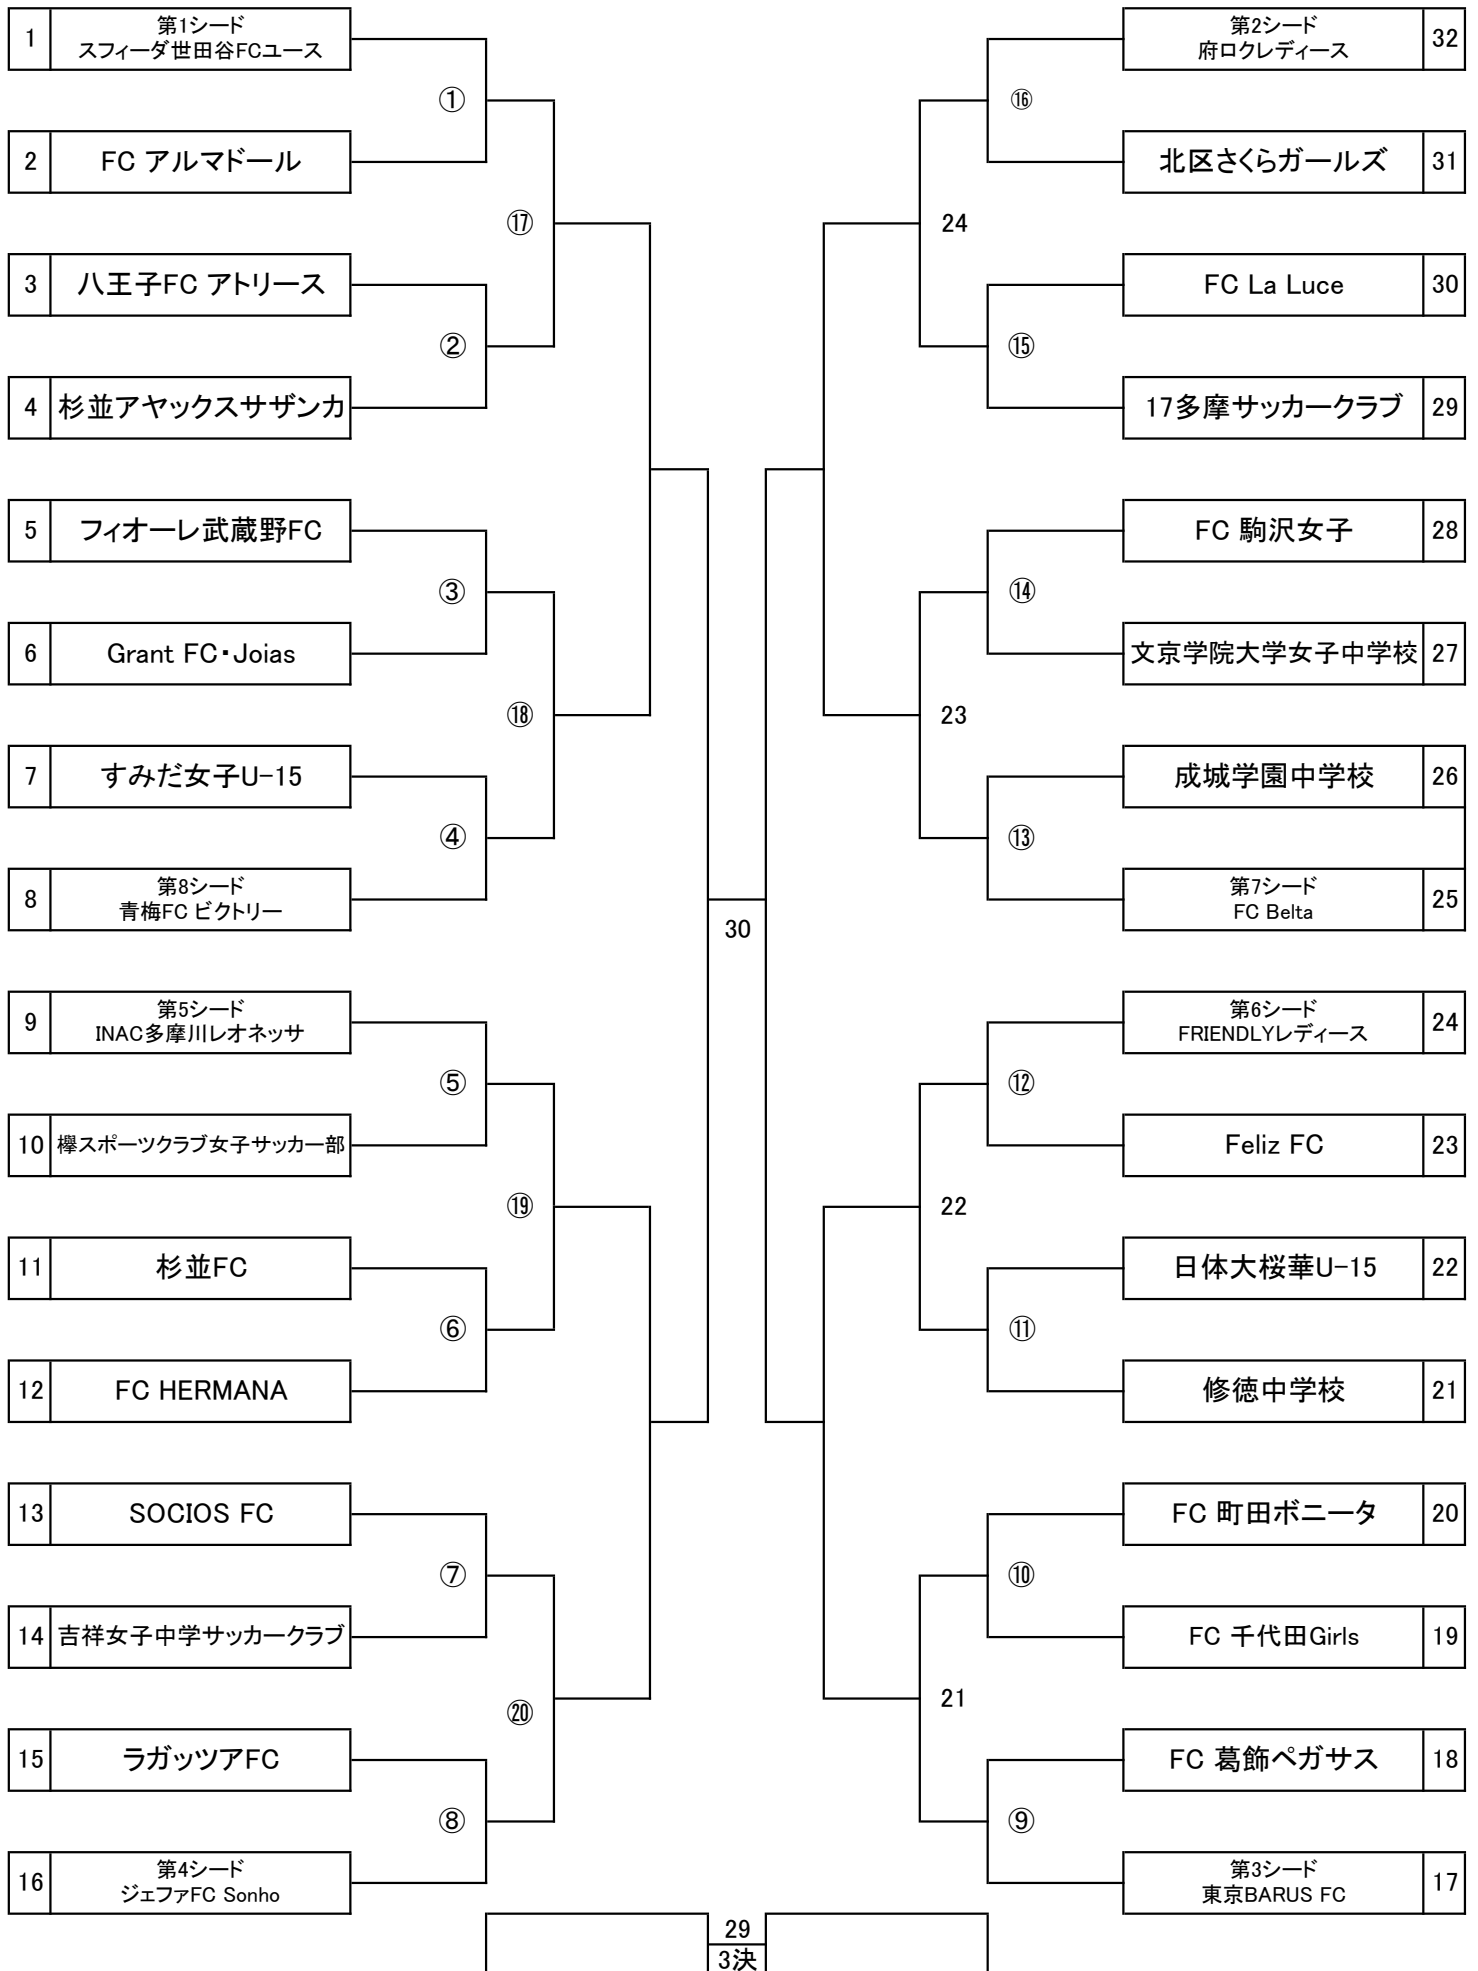 1
第1シード
スフィーダ世田谷FCユース
①
2
FC アルマドール
⑰
3
八王子FC アトリース
②
4
杉並アヤックスサザンカ
5
フィオーレ武蔵野FC
③
6
Grant FC・Joias
⑱
7
すみだ女子U-15
④
8
第8シード
青梅FC ビクトリー
9
第5シード
INAC多摩川レオネッサ
⑤
10
欅スポーツクラブ女子サッカー部
⑲
11
杉並FC
⑥
12
FC HERMANA
13
SOCIOS FC
⑦
14
吉祥女子中学サッカークラブ
⑳
15
ラガッツアFC
⑧
16
第4シード
ジェファFC Sonho
30
29
3決
第2シード
府ロクレディース
32
⑯
北区さくらガールズ
31
24
FC La Luce
30
⑮
17多摩サッカークラブ
29
FC 駒沢女子
28
⑭
文京学院大学女子中学校
27
23
成城学園中学校
26
⑬
第7シード
FC Belta
25
第6シード
FRIENDLYレディース
24
⑫
Feliz FC
23
22
日体大桜華U-15
22
⑪
修徳中学校
21
FC 町田ボニータ
20
⑩
FC 千代田Girls
19
21
FC 葛飾ペガサス
18
⑨
第3シード
東京BARUS FC
17